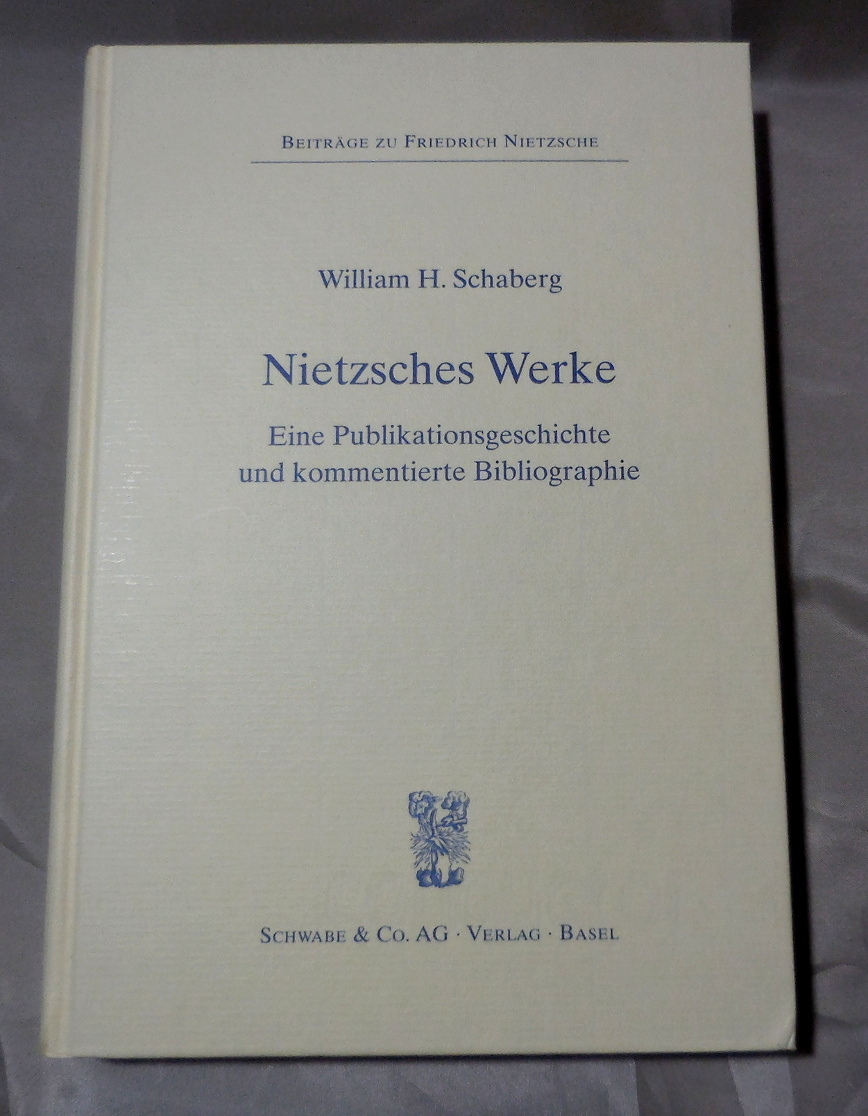 Beiträge zu Friedrich Nietzsche
William H. Schaberg
Nietzsches Werke
Eine Publikationsgeschichte
und kommentierte Bibliographie
Schwabe & Co. AG · Verlag · Basel